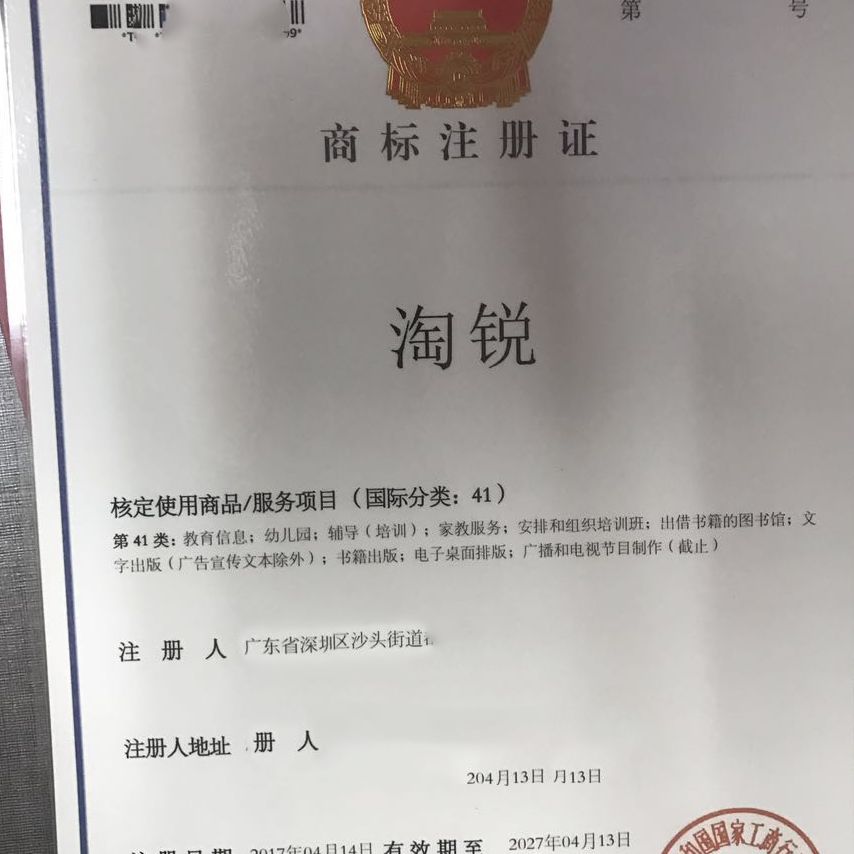 第 号
商标注册证
淘锐
核定使用商品/服务项目（国际分类：41）
第 41 类：教育信息；幼儿园；辅导（培训）；家教服务；安排和组织培训班；出借书籍的图书馆；文
字出版（广告宣传文本除外）；书籍出版；电子桌面排版；广播和电视节目制作（截止）
注 册 人 广东省深圳区沙头街道
注册人地址 册 人
204月13日 月13日
注册日期 2017年04月14日 有效期至 2027年04月13日
和国国家工商行